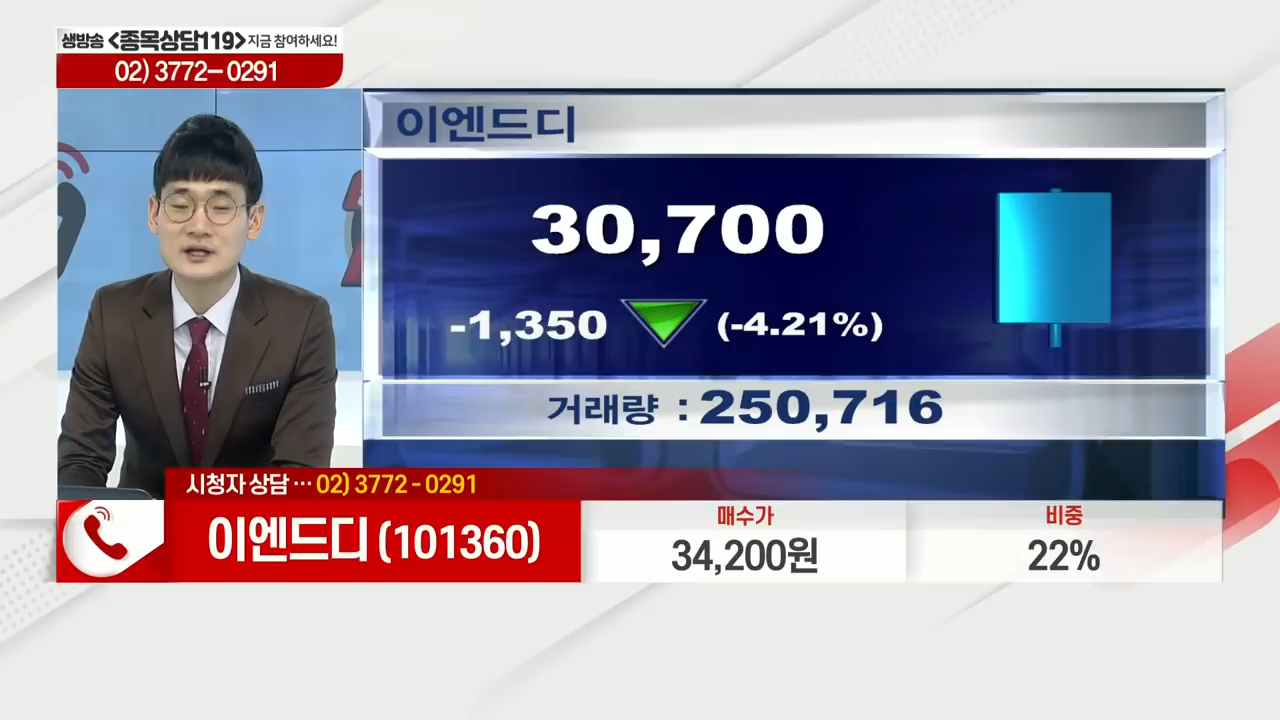 생방송 <종목상담119> 지금 참여하세요!
02) 3772-0291
이엔드디
30,700
-1,350 (-4.21%)
거래량 : 250,716
시청자 상담 ··· 02) 3772 - 0291
이엔드디 (101360)
매수가
34,200원
비중
22%